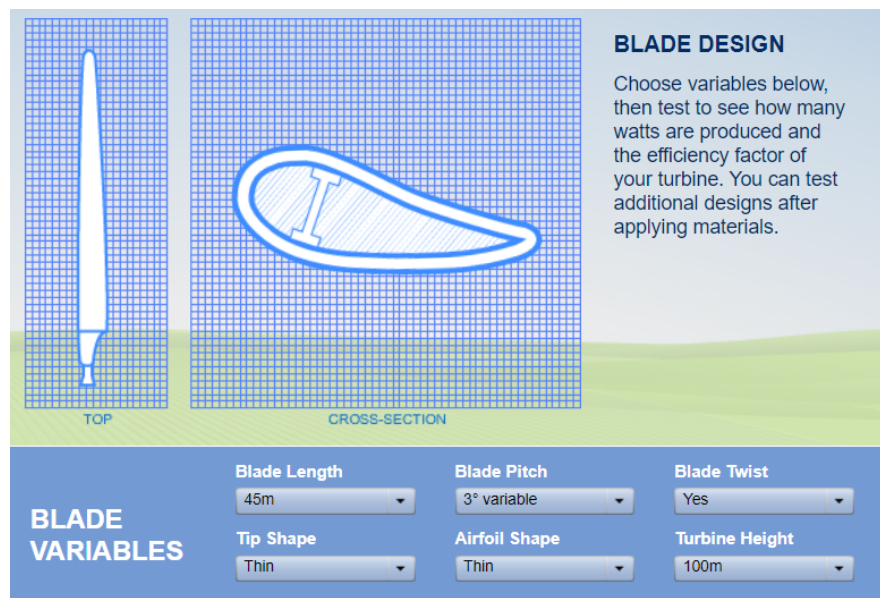 BLADE DESIGN
Choose variables below,
then test to see how many
watts are produced and
the efficiency factor of
your turbine. You can test
additional designs after
applying materials.
TOP
CROSS-SECTION
BLADE
VARIABLES
Blade Length
45m
Blade Pitch
3° variable
Blade Twist
Yes
Tip Shape
Thin
Airfoil Shape
Thin
Turbine Height
100m